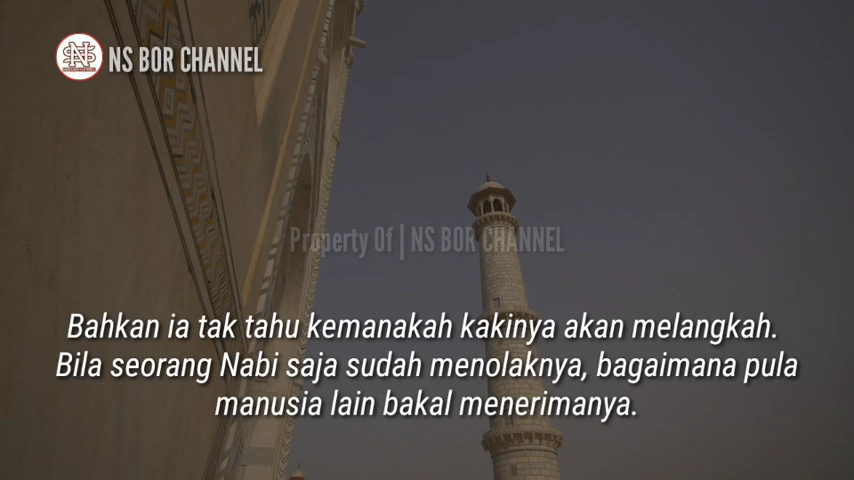 NS BOR CHANNEL
Property Of | NS BOR CHANNEL
Bahkan ia tak tahu kemanakah kakinya akan melangkah.
Bila seorang Nabi saja sudah menolaknya, bagaimana pula
manusia lain bakal menerimanya.